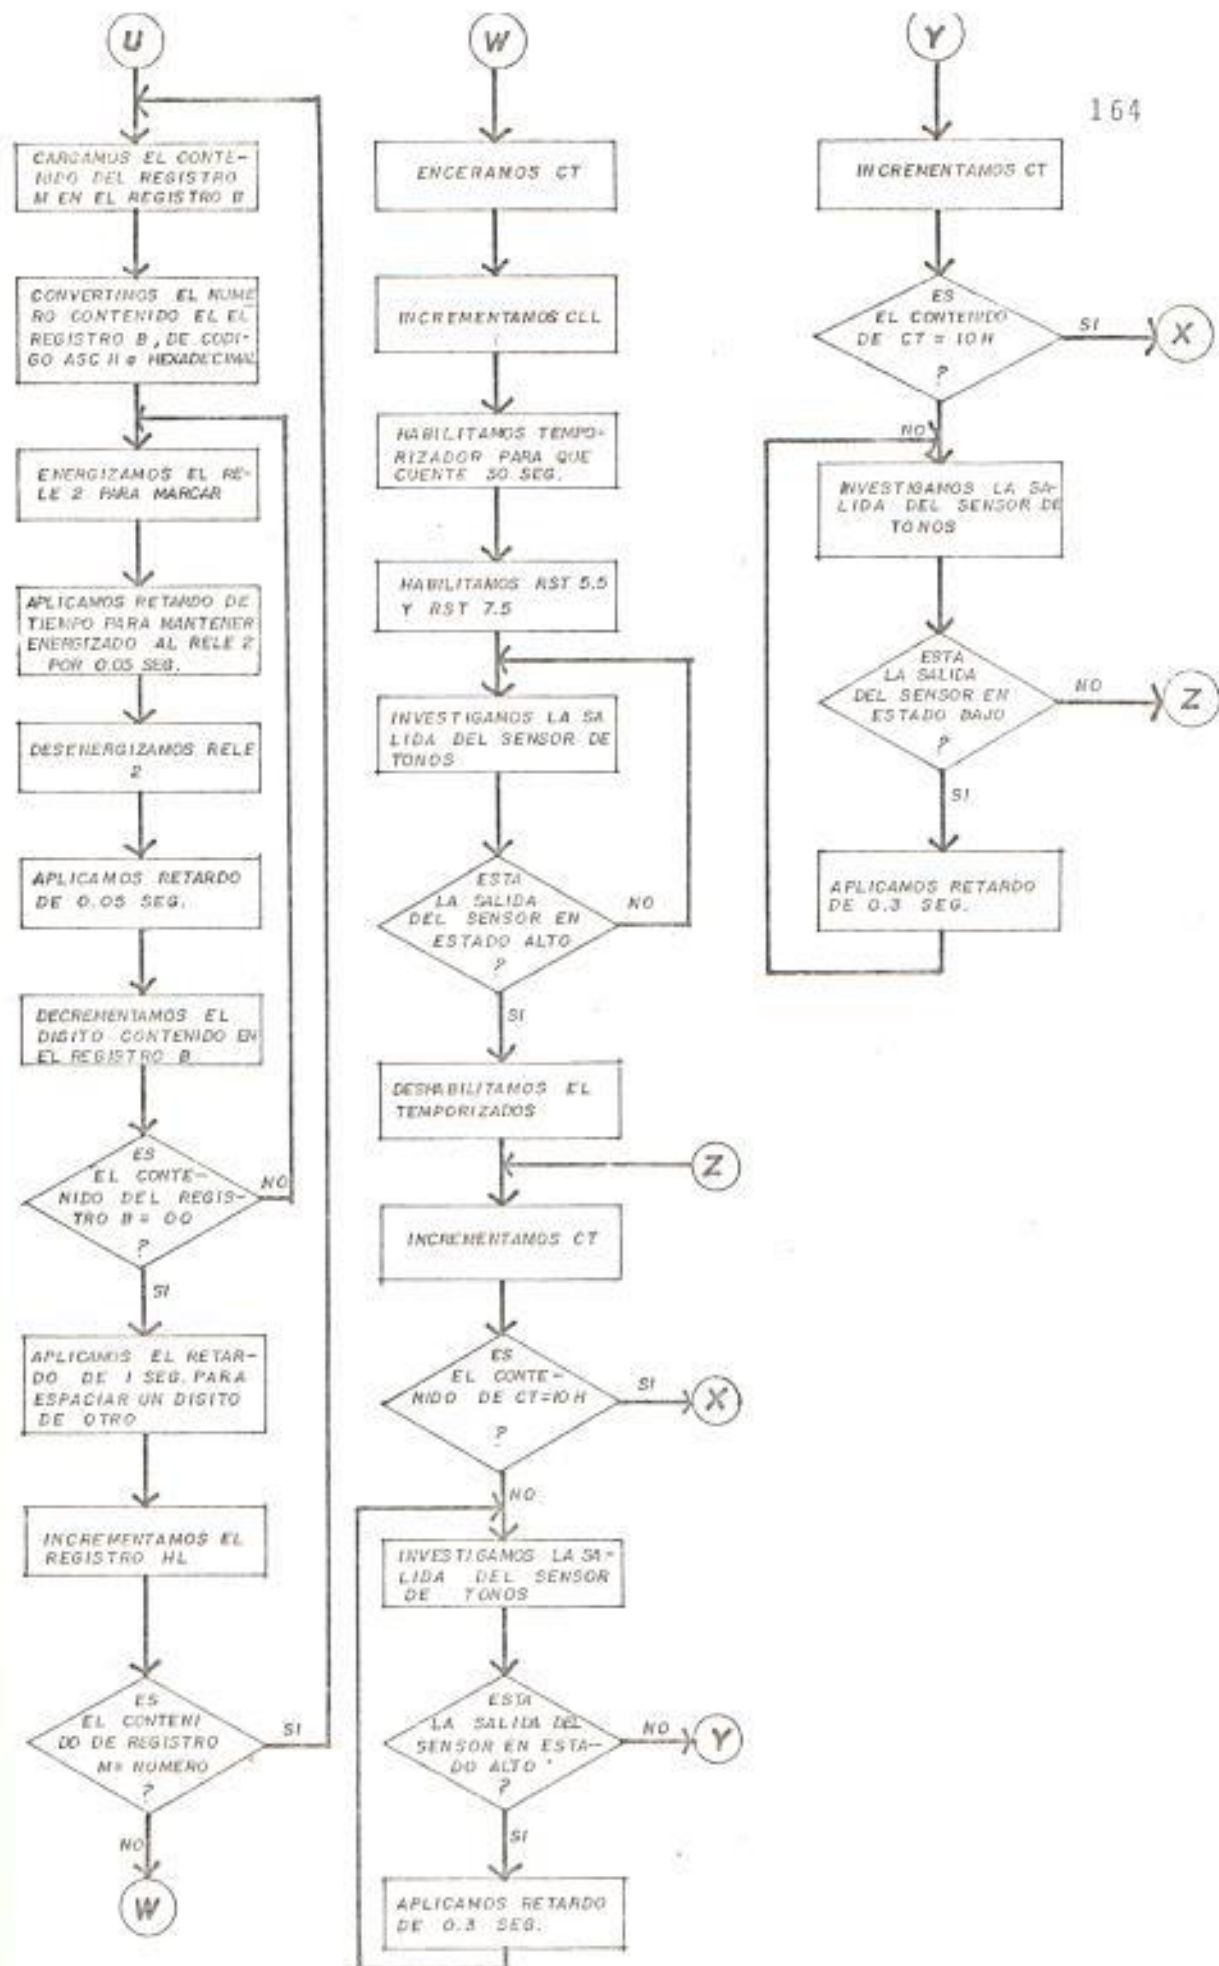 U
CARGAMOS EL CONTE-
NIDO DEL REGISTRO
M EN EL REGISTRO B
CONVERTIMOS EL NUME
RO CONTENIDO EL EL
REGISTRO B, DE CODI-
GO ASC II a HEXADECIMAL
ENERGIZAMOS EL RE-
LE 2 PARA MARCAR
APLICAMOS RETARDO DE
TIEMPO PARA MANTENER
ENERGIZADO AL RELE 2
POR 0.05 SEG.
DESENERGIZAMOS RELE
2
APLICAMOS RETARDO
DE 0.05 SEG.
DECREMENTAMOS EL
DIGITO CONTENIDO EN
EL REGISTRO B
ES
EL CONTE-
NIDO DEL REGIS-
TRO B = 00
?
NO
SI
APLICAMOS EL RETAR-
DO DE 1 SEG. PARA
ESPACIAR UN DIGITO
DE OTRO
INCREMENTAMOS EL
REGISTRO HL
ES
EL CONTENI
DO DE REGISTRO
M= NUMERO
?
SI
NO
W
W
ENCERAMOS CT
INCREMENTAMOS CLL
HABILITAMOS TEMPO-
RIZADOR PARA QUE
CUENTE 30 SEG.
HABILITAMOS RST 5.5
Y RST 7.5
INVESTIGAMOS LA SA
LIDA DEL SENSOR DE
TONOS
ESTA
LA SALIDA
DEL SENSOR EN
ESTADO ALTO
?
NO
SI
DESHABILITAMOS EL
TEMPORIZADOS
Z
INCREMENTAMOS CT
ES
EL CONTE-
NIDO DE CT=10H
?
SI
X
NO
INVESTIGAMOS LA SA-
LIDA DEL SENSOR
DE TONOS
ESTA
LA SALIDA DEL
SENSOR EN ESTA-
DO ALTO
?
NO
Y
SI
APLICAMOS RETARDO
DE 0.3 SEG.
Y
164
INCREMENTAMOS CT
ES
EL CONTENIDO
DE CT = 10H
?
SI
X
NO
INVESTIGAMOS LA SA-
LIDA DEL SENSOR DE
TONOS
ESTA
LA SALIDA
DEL SENSOR EN
ESTADO BAJO
?
NO
Z
SI
APLICAMOS RETARDO
DE 0.3 SEG.